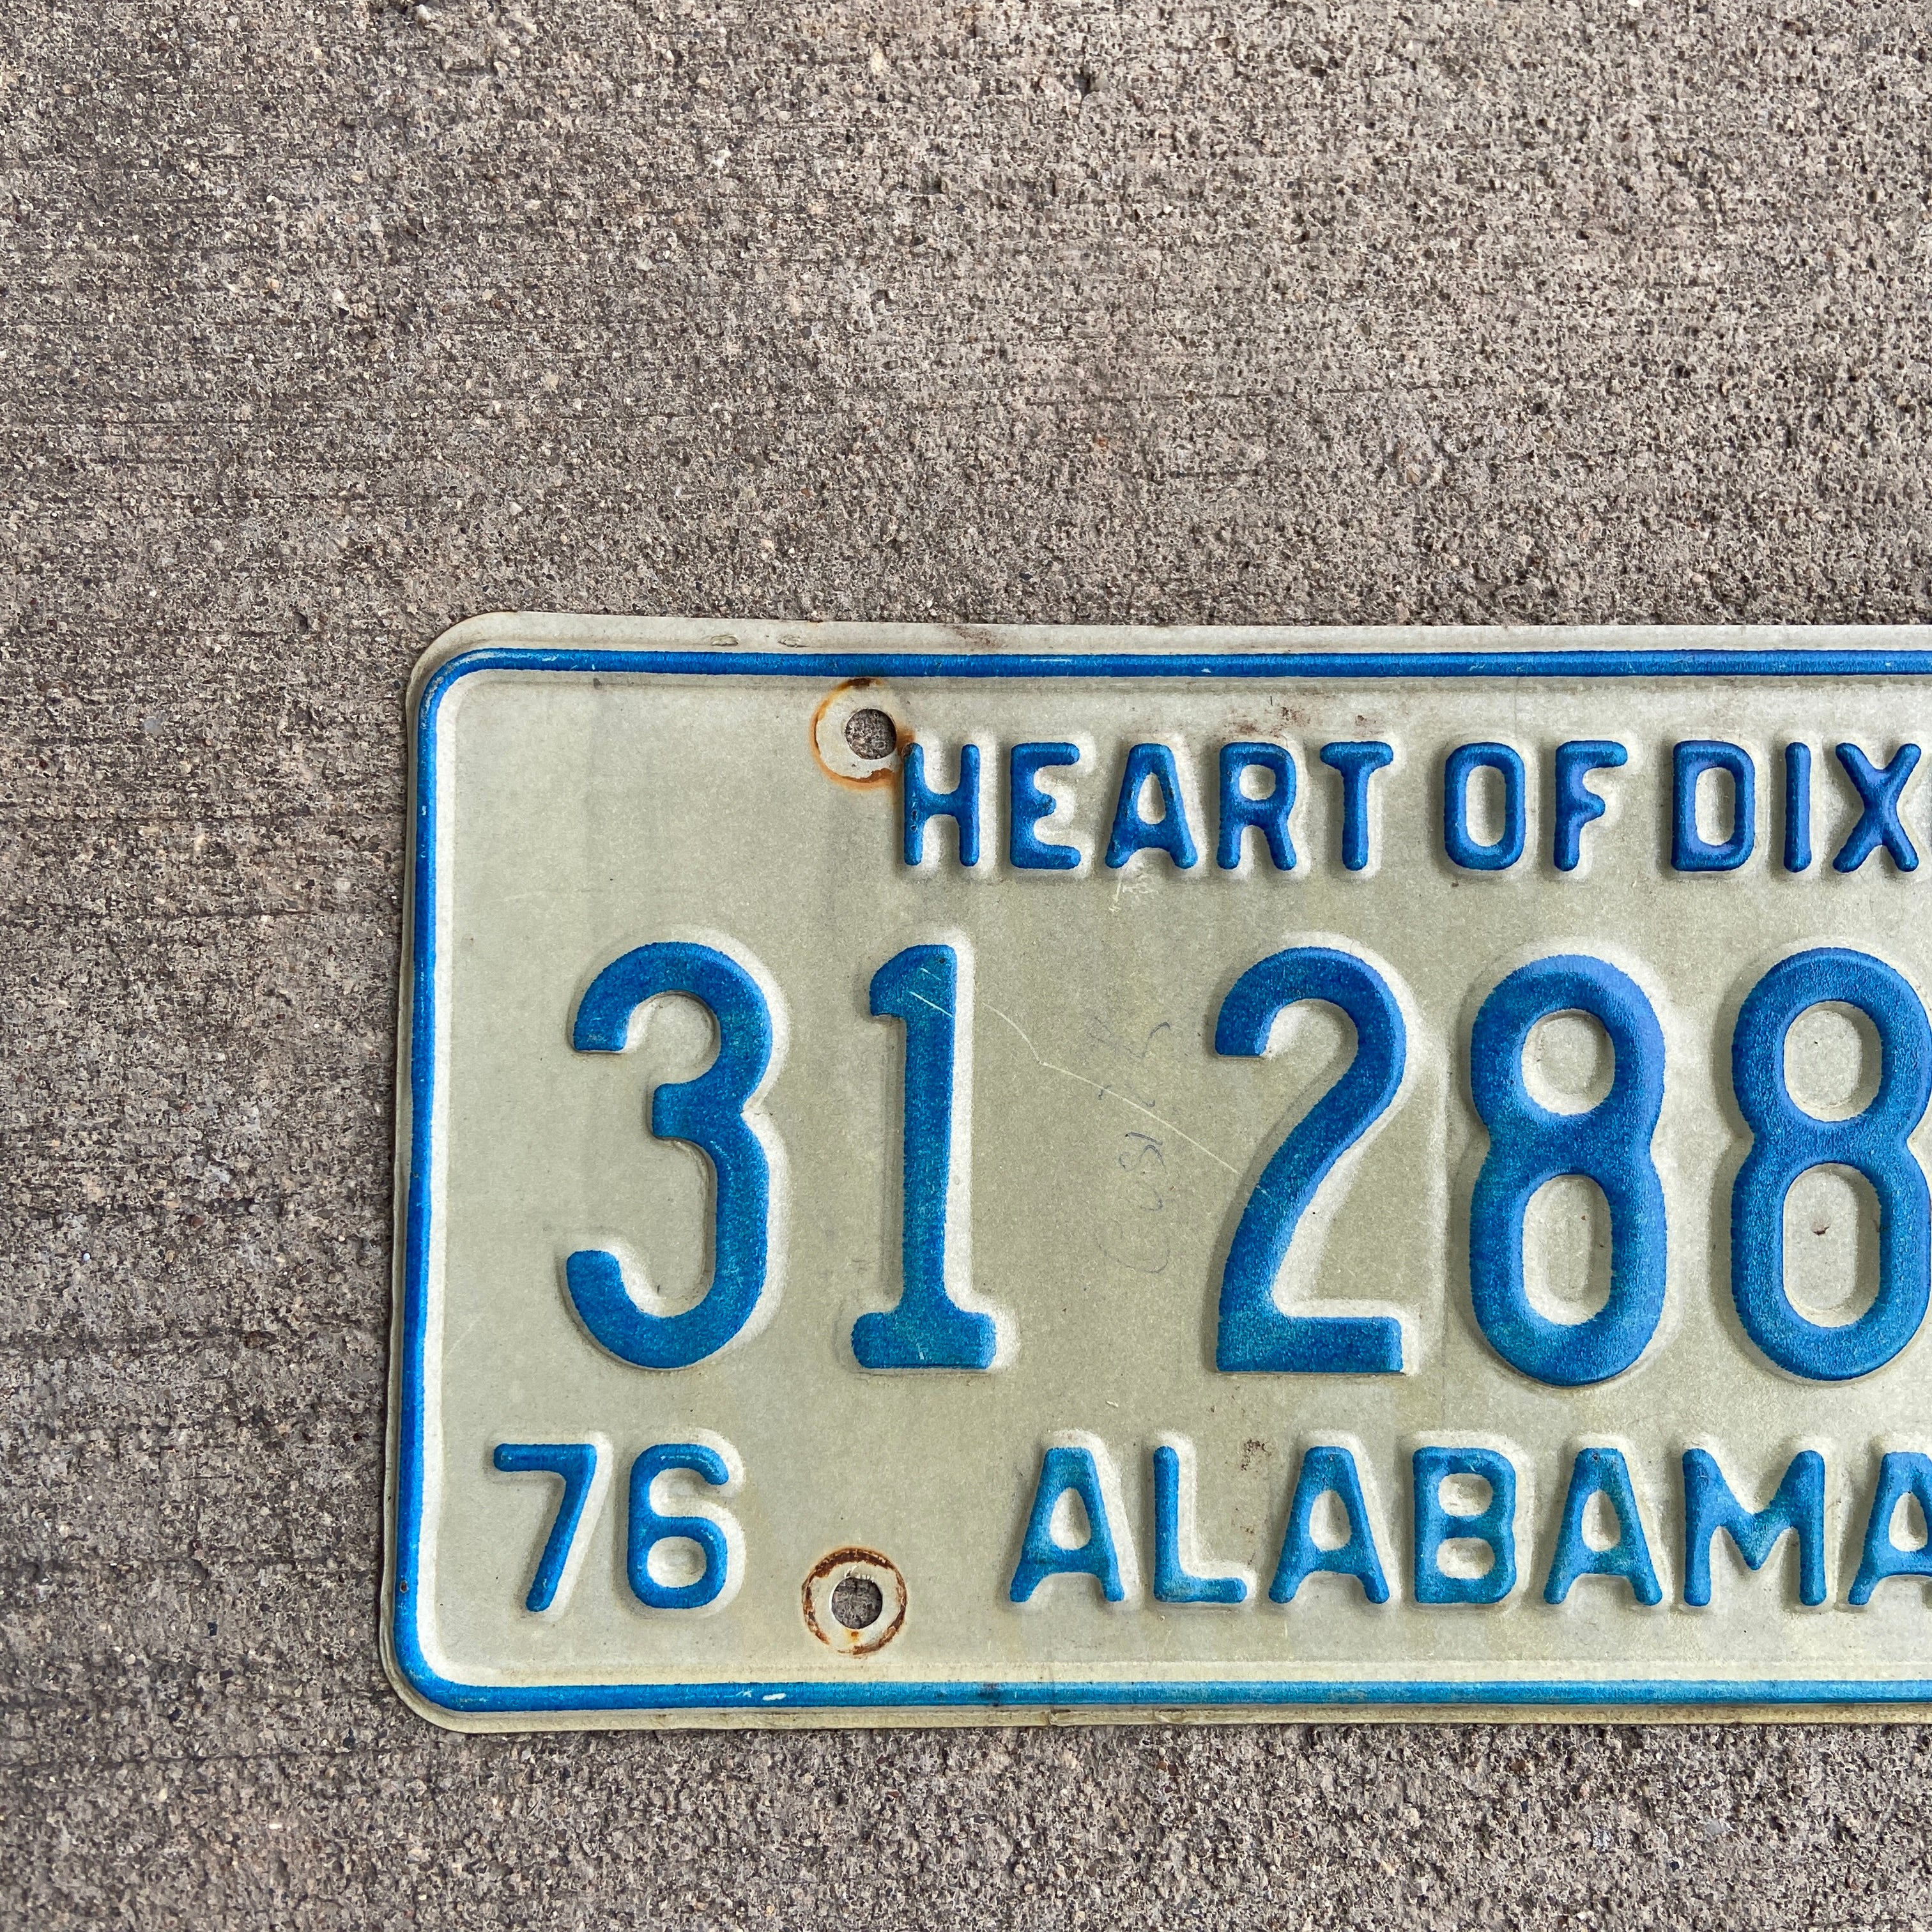 HEART OF DIX
31 288
76 ALABAMA